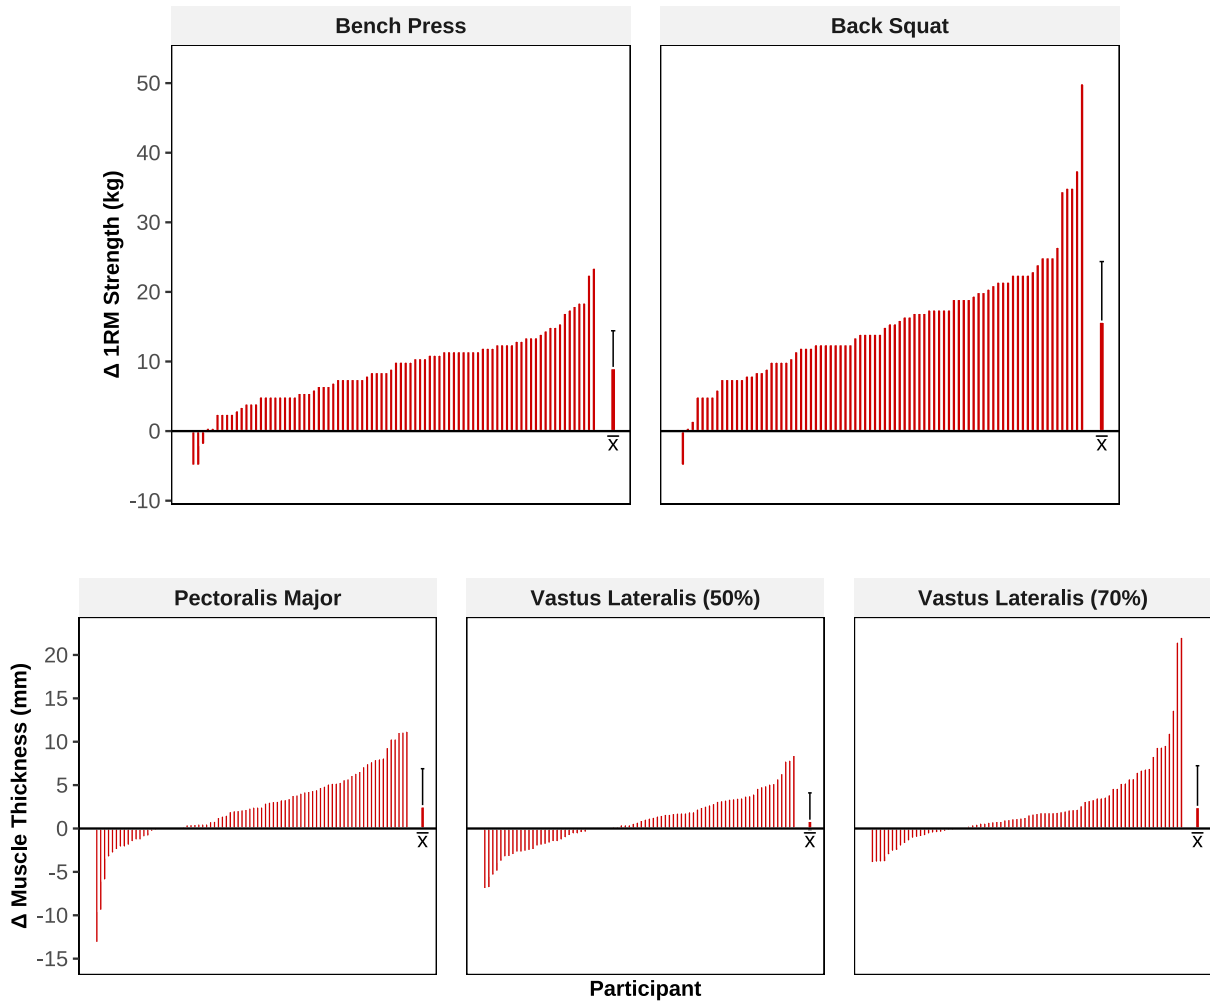 Bench Press
Back Squat
Δ 1RM Strength (kg)
50
40
30
20
10
0
-10
x̅
x̅
Pectoralis Major
Vastus Lateralis (50%)
Vastus Lateralis (70%)
Δ Muscle Thickness (mm)
20
15
10
5
0
-5
-10
-15
x̅
x̅
x̅
Participant